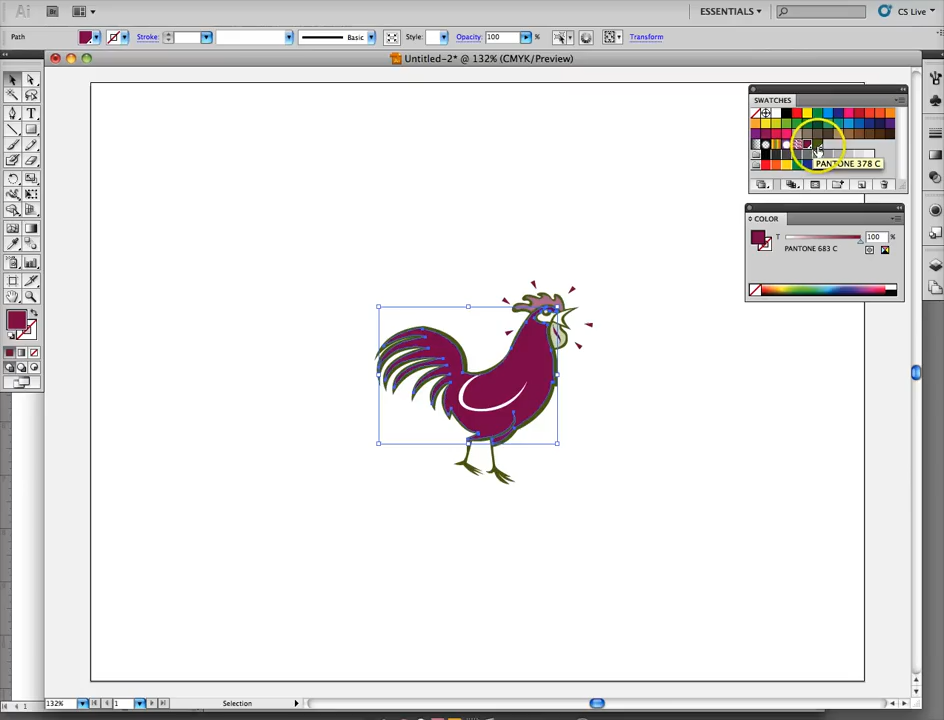 Ai Br ESSENTIALS CS Live
Path Stroke: Basic Style: Opacity: 100 % Transform
Untitled-2* @ 132% (CMYK/Preview)
SWATCHES
PANTONE 378 C
COLOR
T 100 %
PANTONE 683 C
T
132% 1 Selection